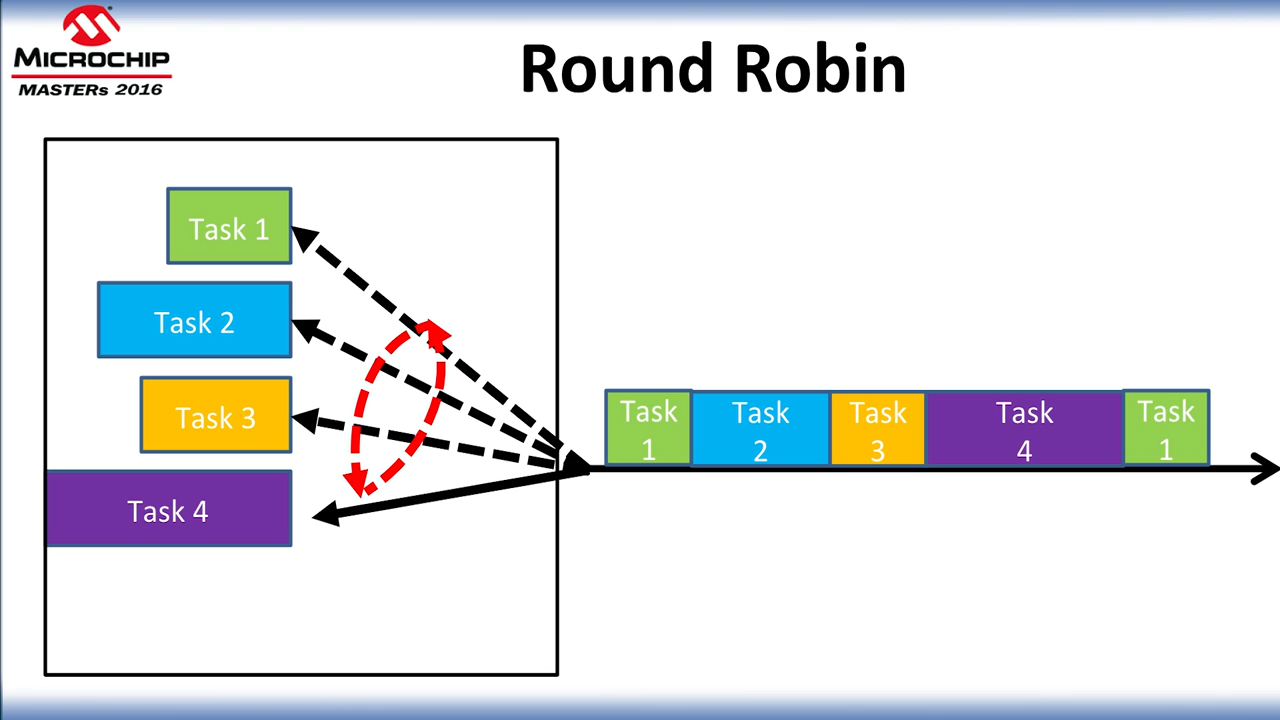 MICROCHIP
MASTERs 2016
Round Robin
Task 1
Task 2
Task 3
Task 4
Task
1
Task
2
Task
3
Task
4
Task
1